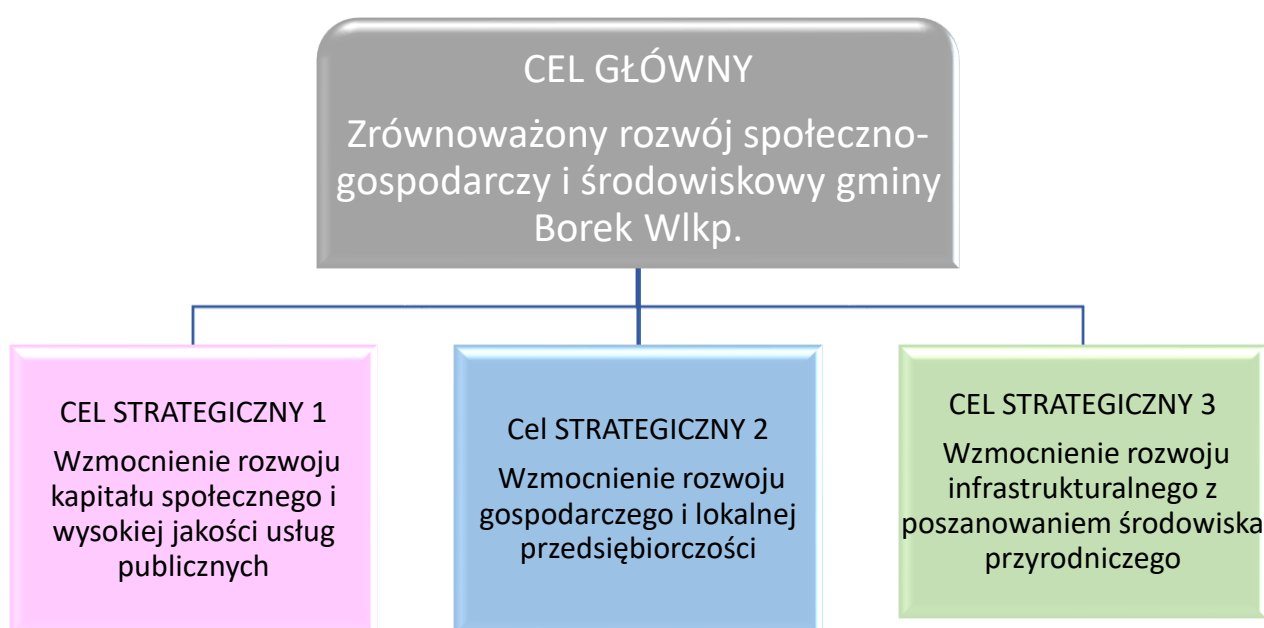 CEL GŁÓWNY
Zrównoważony rozwój społeczno-
gospodarczy i środowiskowy gminy
Borek Wlkp.
CEL STRATEGICZNY 1
Wzmocnienie rozwoju
kapitału społecznego i
wysokiej jakości usług
publicznych
Cel STRATEGICZNY 2
Wzmocnienie rozwoju
gospodarczego i lokalnej
przedsiębiorczości
CEL STRATEGICZNY 3
Wzmocnienie rozwoju
infrastrukturalnego z
poszanowaniem środowiska
przyrodniczego